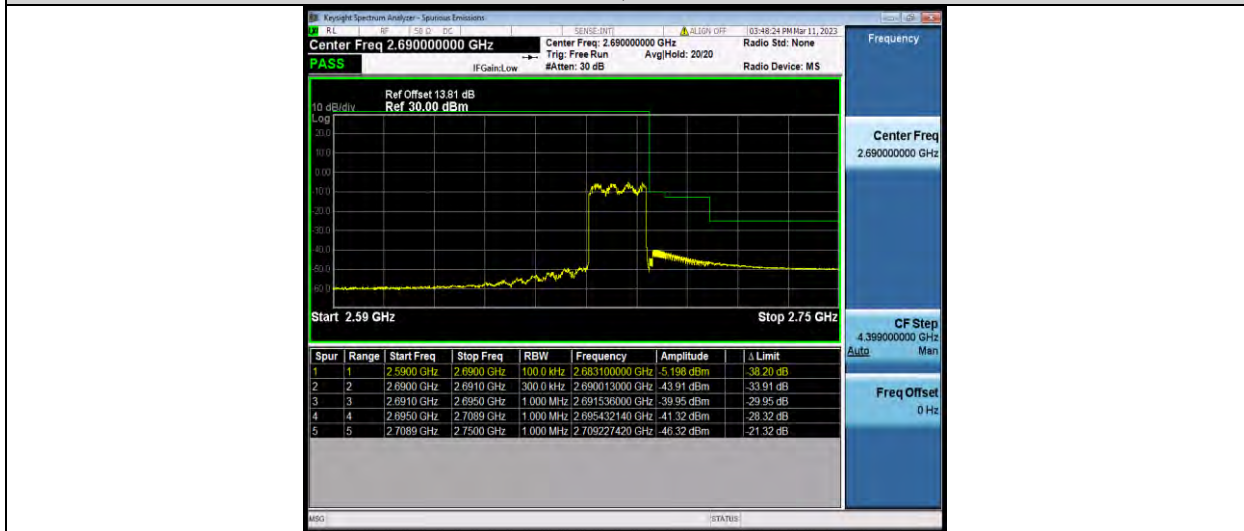 Keysight Spectrum Analyzer - Spurious Emissions
RL RF 50 Ω DC SENSE:INT ALIGN OFF 03:48:24 PM Mar 11, 2023
Center Freq 2.690000000 GHz
Center Freq: 2.690000000 GHz
Radio Std: None
Trig: Free Run Avg|Hold: 20/20
PASS
IFGain:Low
#Atten: 30 dB
Radio Device: MS
Ref Offset 13.81 dB
10 dB/div Ref 30.00 dBm
Log
20.0
10.0
0.00
-10.0
-20.0
-30.0
-40.0
-50.0
-60.0
Start 2.59 GHz Stop 2.75 GHz
Spur Range Start Freq Stop Freq RBW Frequency Amplitude Δ Limit
1 1 2.5900 GHz 2.6900 GHz 100.0 kHz 2.683100000 GHz -5.198 dBm -38.20 dB
2 2 2.6900 GHz 2.6910 GHz 300.0 kHz 2.690013000 GHz -43.91 dBm -33.91 dB
3 3 2.6910 GHz 2.6950 GHz 1.000 MHz 2.691536000 GHz -39.95 dBm -29.95 dB
4 4 2.6950 GHz 2.7089 GHz 1.000 MHz 2.695432140 GHz -41.32 dBm -28.32 dB
5 5 2.7089 GHz 2.7500 GHz 1.000 MHz 2.709227420 GHz -46.32 dBm -21.32 dB
MSG STATUS
Frequency
Center Freq
2.690000000 GHz
CF Step
4.399000000 GHz
Auto Man
Freq Offset
0 Hz